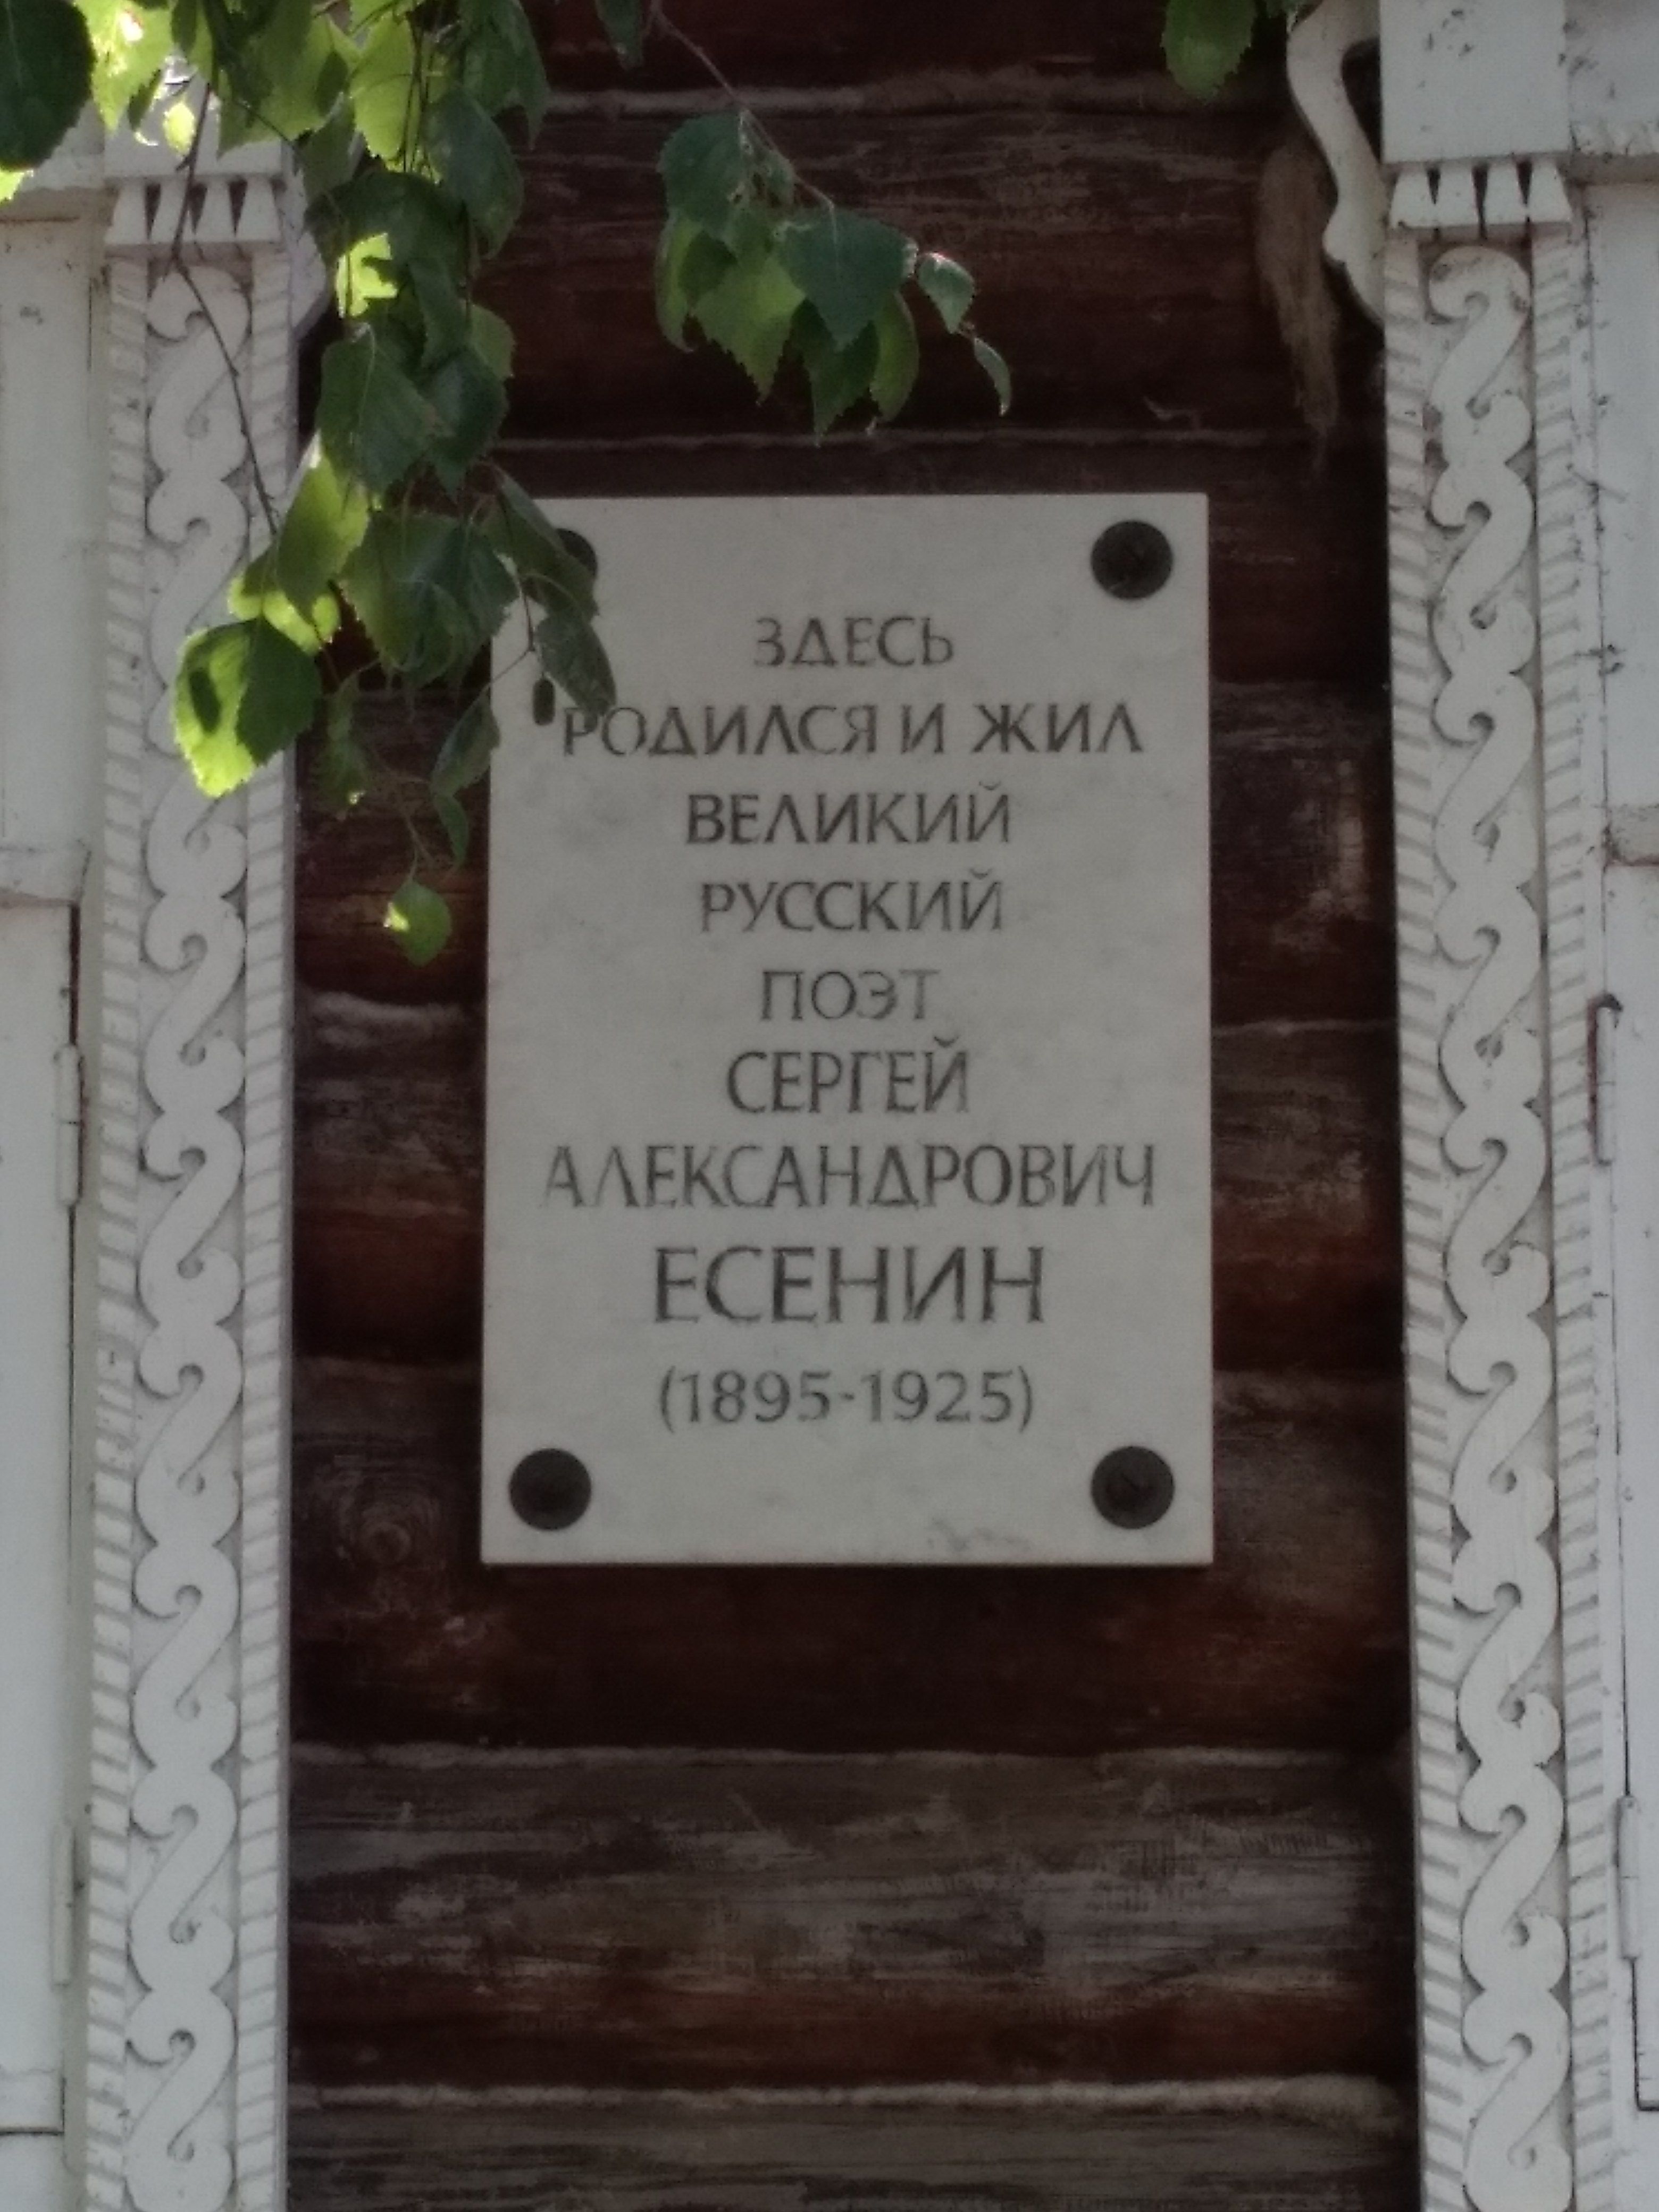 ЗДЕСЬ
РОДИЛСЯ И ЖИЛ
ВЕЛИКИЙ
РУССКИЙ
ПОЭТ
СЕРГЕЙ
АЛЕКСАНДРОВИЧ
ЕСЕНИН
(1895-1925)